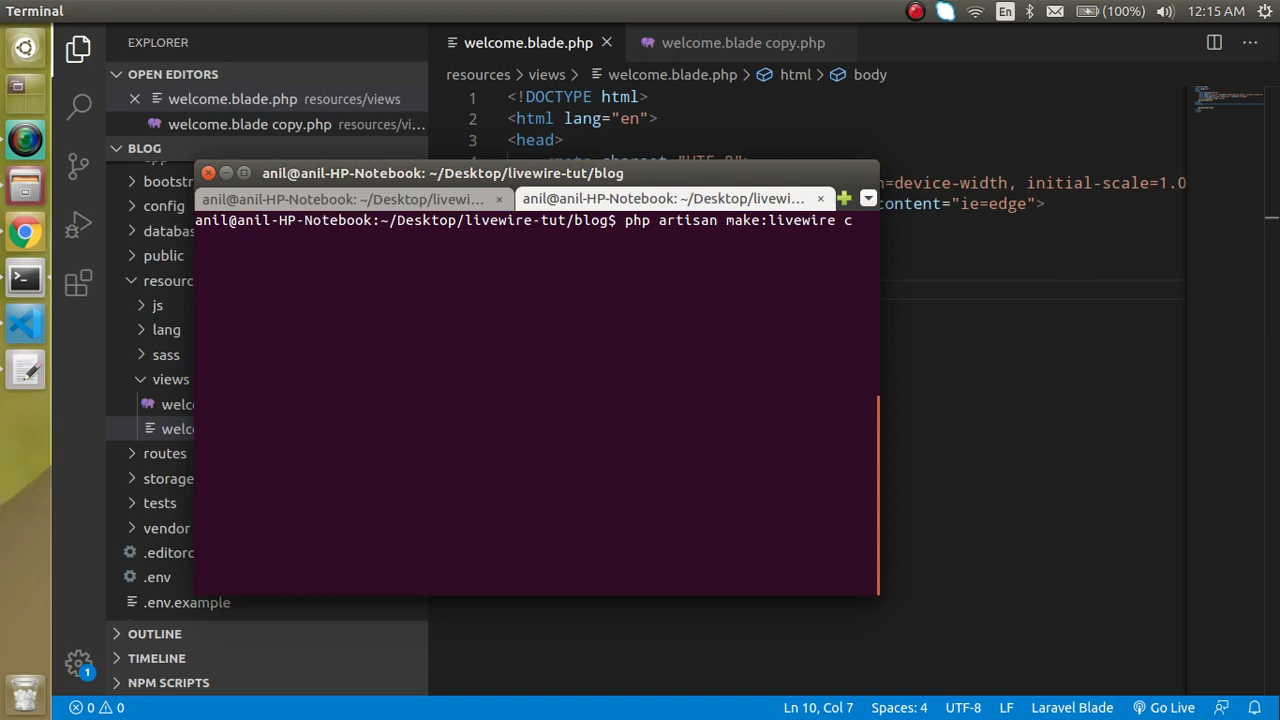 Terminal
En
(100%)
12:15 AM
EXPLORER
OPEN EDITORS
welcome.blade.php resources/views
welcome.blade copy.php resources/vi...
BLOG
config
public
js
lang
sass
views
routes
storage
tests
vendor
.env
.env.example
OUTLINE
TIMELINE
NPM SCRIPTS
1
welcome.blade.php
welcome.blade copy.php
resources > views > welcome.blade.php > html > body
1 <!DOCTYPE html>
2 <html lang="en">
3 <head>
=device-width, initial-scale=1.0
content="ie=edge">
anil@anil-HP-Notebook: ~/Desktop/livewire-tut/blog
anil@anil-HP-Notebook: ~/Desktop/livewi...
anil@anil-HP-Notebook: ~/Desktop/livewi...
anil@anil-HP-Notebook:~/Desktop/livewire-tut/blog$ php artisan make:livewire c
0 0
Ln 10, Col 7
Spaces: 4
UTF-8
LF
Laravel Blade
Go Live